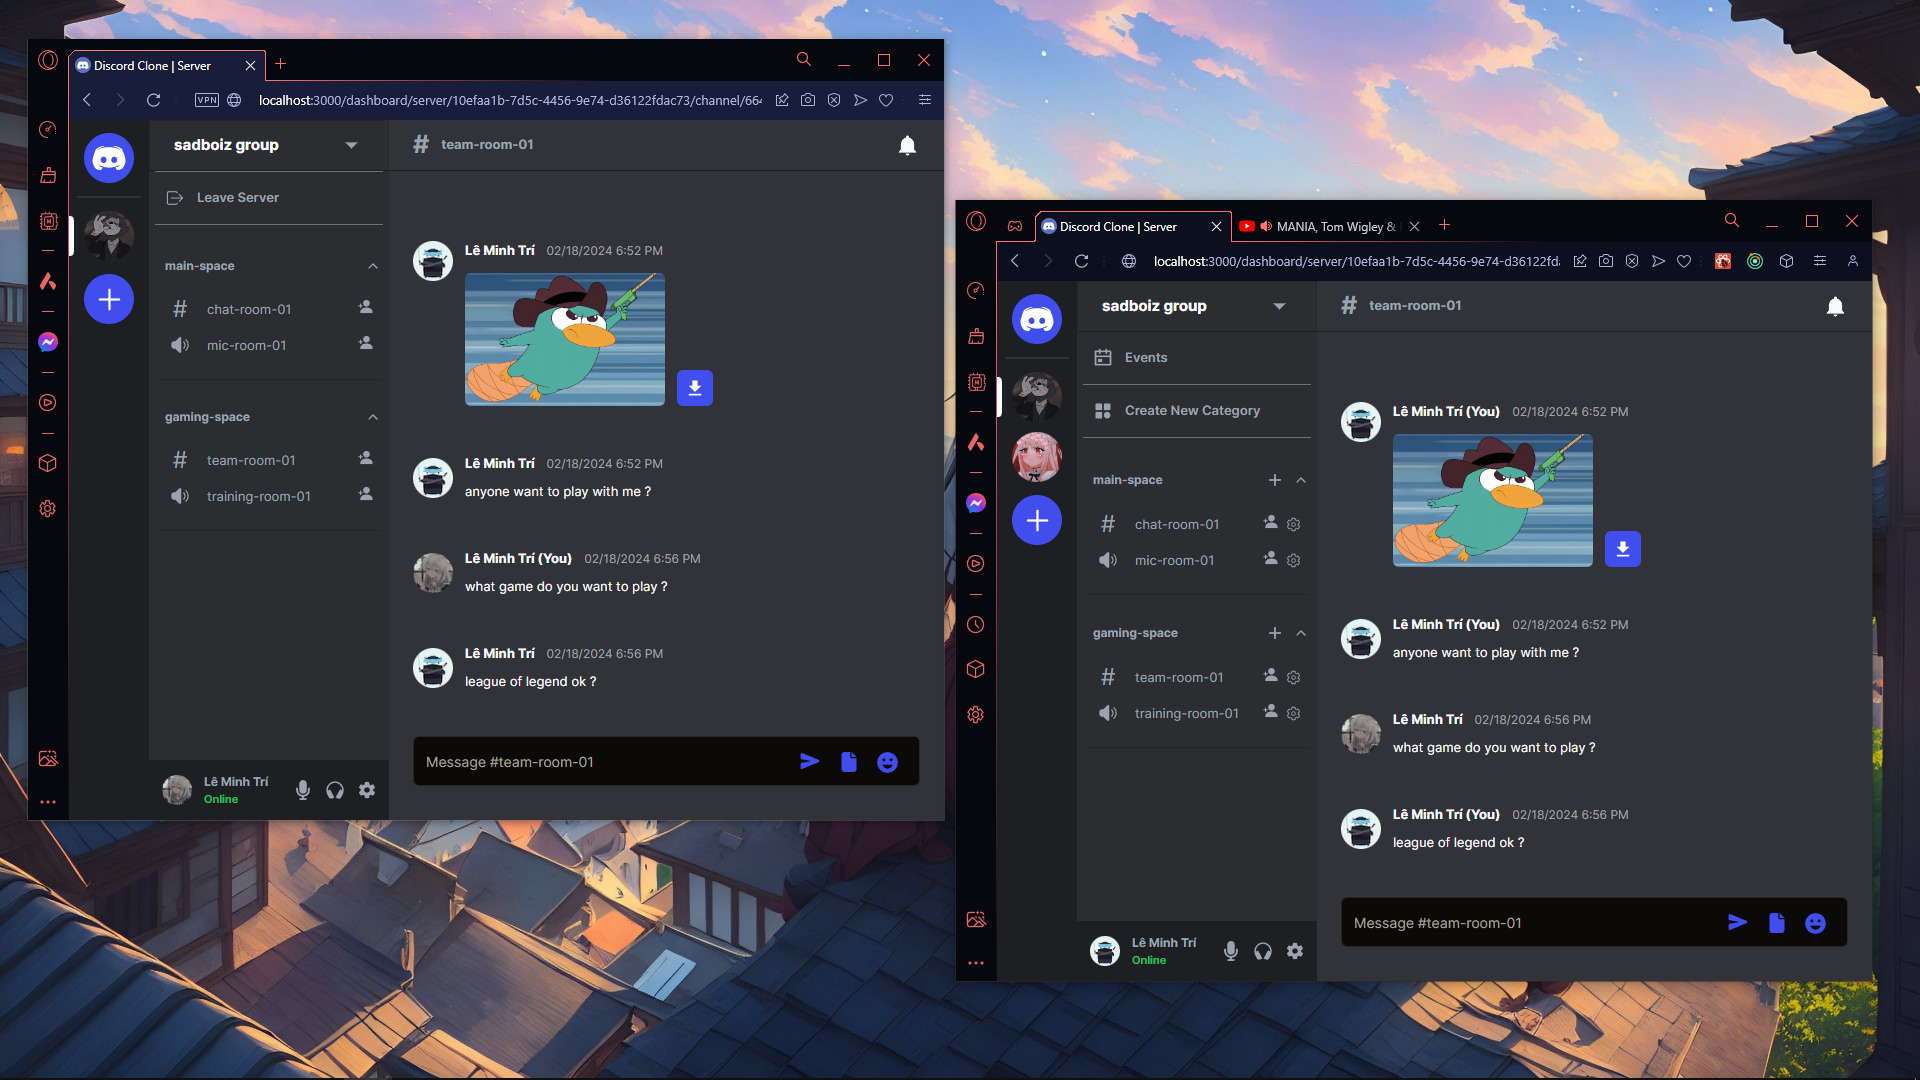 Discord Clone | Server
VPN
localhost:3000/dashboard/server/10efaa1b-7d5c-4456-9e74-d36122fdac73/channel/664
sadboiz group
# team-room-01
Leave Server
main-space
# chat-room-01
mic-room-01
gaming-space
# team-room-01
training-room-01
Lê Minh Trí 02/18/2024 6:52 PM
Lê Minh Trí 02/18/2024 6:52 PM
anyone want to play with me ?
Lê Minh Trí (You) 02/18/2024 6:56 PM
what game do you want to play ?
Lê Minh Trí 02/18/2024 6:56 PM
league of legend ok ?
Message #team-room-01
Lê Minh Trí
Online
Discord Clone | Server
MANIA, Tom Wigley &
localhost:3000/dashboard/server/10efaa1b-7d5c-4456-9e74-d36122fd
sadboiz group
# team-room-01
Events
Create New Category
main-space
# chat-room-01
mic-room-01
gaming-space
# team-room-01
training-room-01
Lê Minh Trí (You) 02/18/2024 6:52 PM
Lê Minh Trí (You) 02/18/2024 6:52 PM
anyone want to play with me ?
Lê Minh Trí 02/18/2024 6:56 PM
what game do you want to play ?
Lê Minh Trí (You) 02/18/2024 6:56 PM
league of legend ok ?
Message #team-room-01
Lê Minh Trí
Online